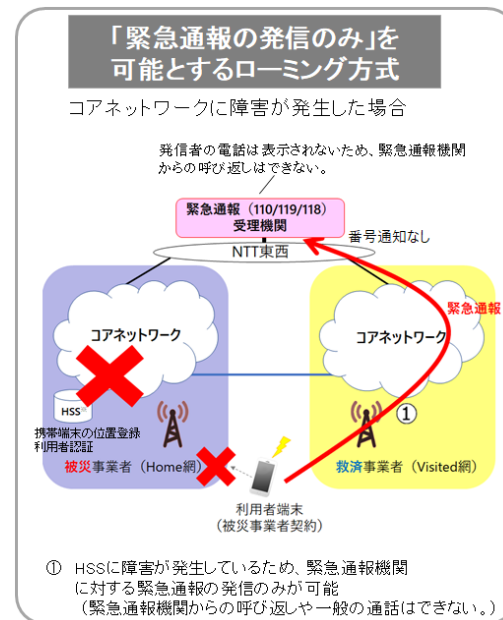 「緊急通報の発信のみ」を
可能とするローミング方式
コアネットワークに障害が発生した場合
発信者の電話は表示されないため、緊急通報機関
からの呼び返しはできない。
緊急通報（110/119/118）
受理機関
番号通知なし
NTT東西
コアネットワーク
コアネットワーク
緊急通報
HSS
①
携帯端末の位置登録
利用者認証
被災事業者（Home網）
救済事業者（Visited網）
利用者端末
（被災事業者契約）
① HSSに障害が発生しているため、緊急通報機関
に対する緊急通報の発信のみが可能
（緊急通報機関からの呼び返しや一般の通話はできない。）